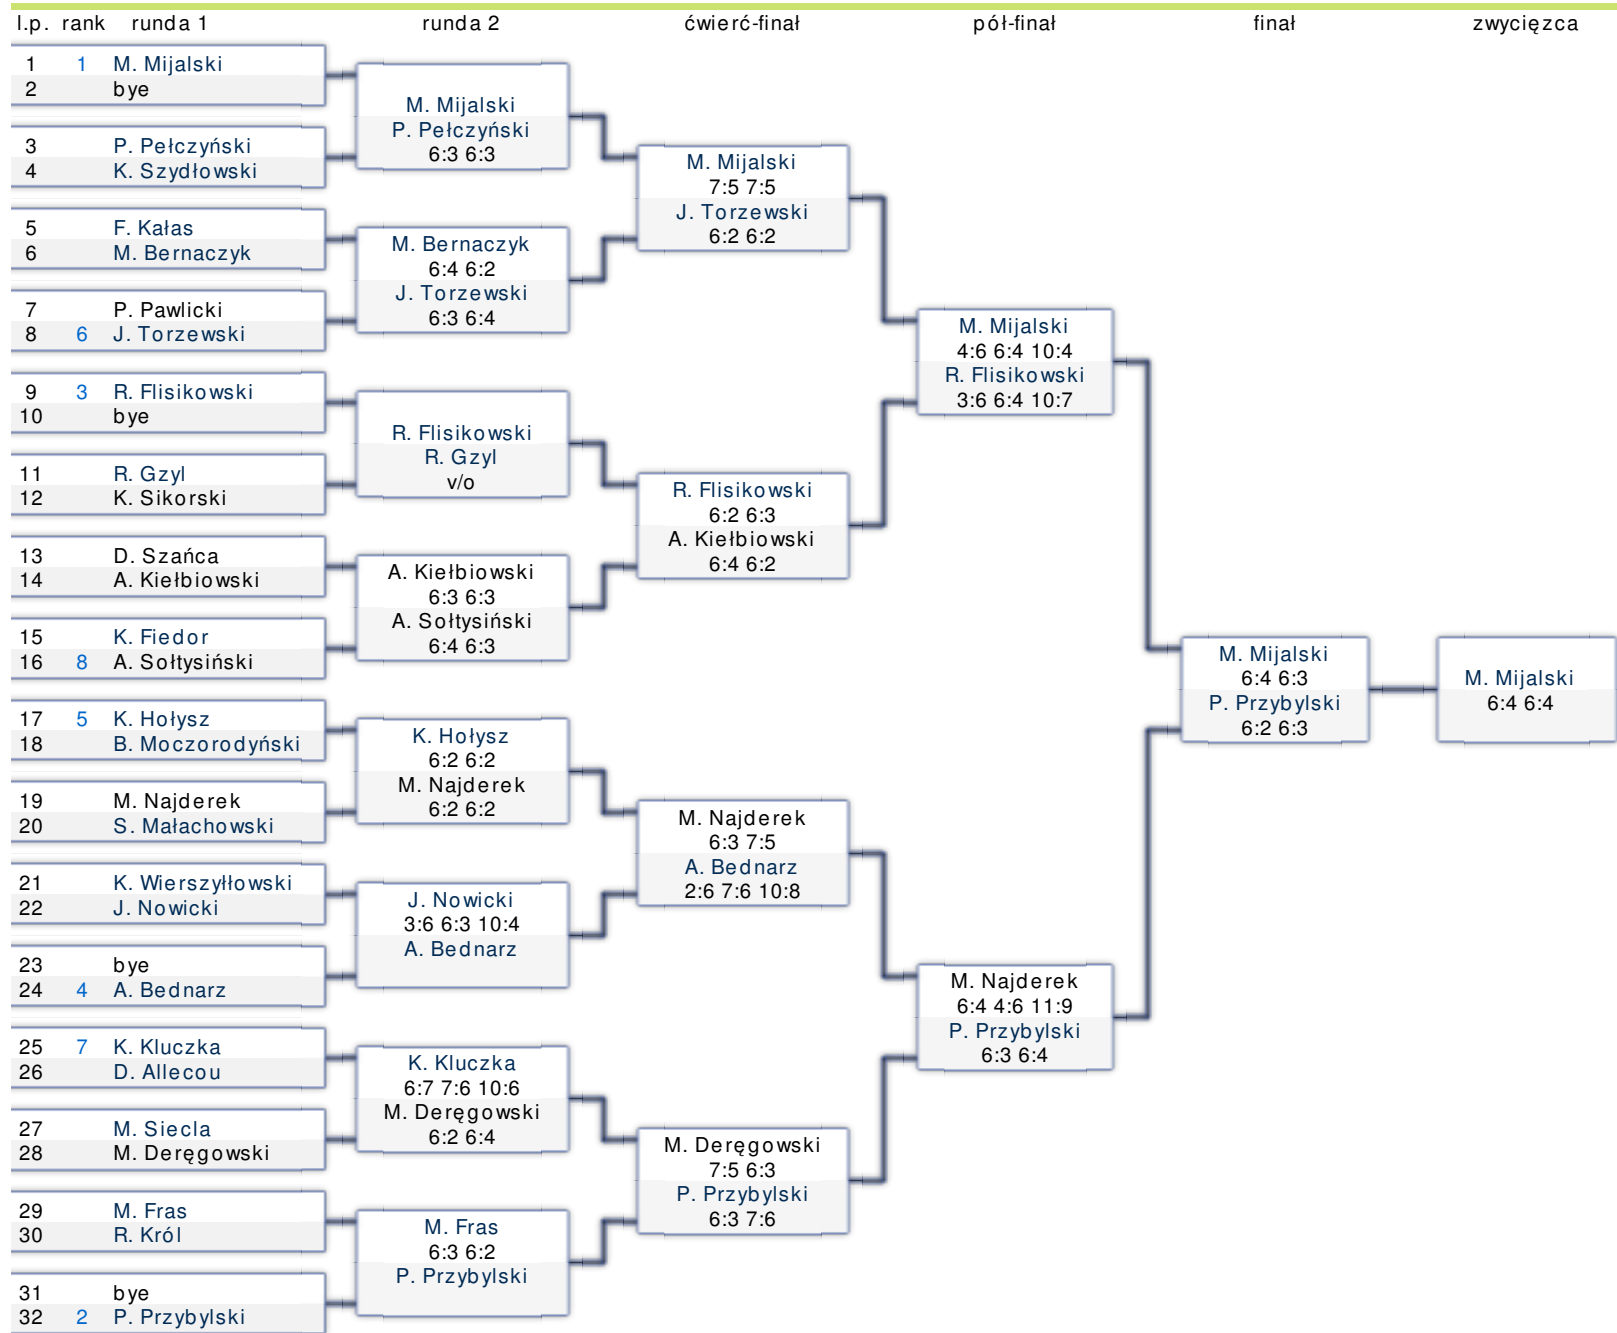 l.p. rank runda 1 runda 2 ćwierć-finał pół-finał finał zwycięzca
1 1 M. Mijalski
2 bye
3 P. Pełczyński
4 K. Szydłowski
5 F. Kałas
6 M. Bernaczyk
7 P. Pawlicki
8 6 J. Torzewski
9 3 R. Flisikowski
10 bye
11 R. Gzyl
12 K. Sikorski
13 D. Szańca
14 A. Kiełbiowski
15 K. Fiedor
16 8 A. Sołtysiński
17 5 K. Hołysz
18 B. Moczorodyński
19 M. Najderek
20 S. Małachowski
21 K. Wierszyłłowski
22 J. Nowicki
23 bye
24 4 A. Bednarz
25 7 K. Kluczka
26 D. Allecou
27 M. Siecla
28 M. Deręgowski
29 M. Fras
30 R. Król
31 bye
32 2 P. Przybylski
M. Mijalski
P. Pełczyński
6:3 6:3
M. Bernaczyk
6:4 6:2
J. Torzewski
6:3 6:4
R. Flisikowski
R. Gzyl
v/o
A. Kiełbiowski
6:3 6:3
A. Sołtysiński
6:4 6:3
K. Hołysz
6:2 6:2
M. Najderek
6:2 6:2
J. Nowicki
3:6 6:3 10:4
A. Bednarz
K. Kluczka
6:7 7:6 10:6
M. Deręgowski
6:2 6:4
M. Fras
6:3 6:2
P. Przybylski
M. Mijalski
7:5 7:5
J. Torzewski
6:2 6:2
R. Flisikowski
6:2 6:3
A. Kiełbiowski
6:4 6:2
M. Najderek
6:3 7:5
A. Bednarz
2:6 7:6 10:8
M. Deręgowski
7:5 6:3
P. Przybylski
6:3 7:6
M. Mijalski
4:6 6:4 10:4
R. Flisikowski
3:6 6:4 10:7
M. Najderek
6:4 4:6 11:9
P. Przybylski
6:3 6:4
M. Mijalski
6:4 6:3
P. Przybylski
6:2 6:3
M. Mijalski
6:4 6:4